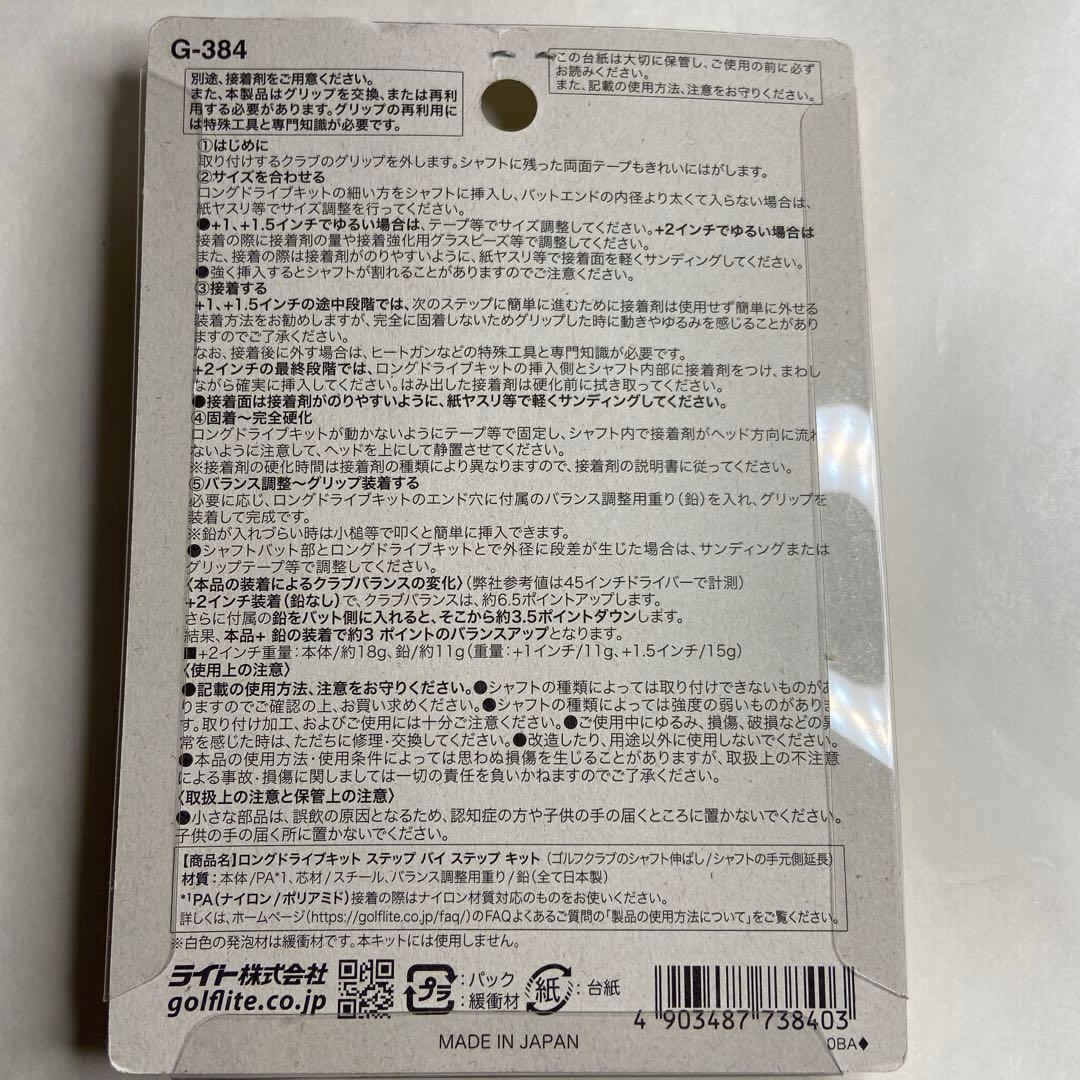 G-384
別途、接着剤をご用意ください。
また、本製品はグリップを交換、または再利
用する必要があります。グリップの再利用に
は特殊工具と専門知識が必要です。
この台紙は大切に保管し、ご使用の前に必ず
お読みください。
また、記載の使用方法、注意をお守りください。
①はじめに
取り付けするクラブのグリップを外します。シャフトに残った両面テープもきれいにはがします。
②サイズを合わせる
ロングドライブキットの細い方をシャフトに挿入し、バットエンドの内径より太くて入らない場合は、
紙ヤスリ等でサイズ調整を行ってください。
●+1、+1.5インチでゆるい場合は、テープ等でサイズ調整してください。+2インチでゆるい場合は
接着の際に接着剤の量や接着強化用グラスビーズ等で調整してください。
また、接着の際は接着剤がのりやすいように、紙ヤスリ等で接着面を軽くサンディングしてください。
●強く挿入するとシャフトが割れることがありますのでご注意ください。
③接着する
+1、+1.5インチの途中段階では、次のステップに簡単に進むために接着剤は使用せず簡単に外せる
装着方法をお勧めしますが、完全に固着しないためグリップした時に動きやゆるみを感じることがあり
ますのでご了承ください。
なお、接着後に外す場合は、ヒートガンなどの特殊工具と専門知識が必要です。
+2インチの最終段階では、ロングドライブキットの挿入側とシャフト内部に接着剤をつけ、まわし
ながら確実に挿入してください。はみ出した接着剤は硬化前に拭き取ってください。
●接着面は接着剤がのりやすいように、紙ヤスリ等で軽くサンディングしてください。
④固着〜完全硬化
ロングドライブキットが動かないようにテープ等で固定し、シャフト内で接着剤がヘッド方向に流れ
ないように注意して、ヘッドを上にして静置させてください。
※接着剤の硬化時間は接着剤の種類により異なりますので、接着剤の説明書に従ってください。
⑤バランス調整〜グリップ装着する
必要に応じ、ロングドライブキットのエンド穴に付属のバランス調整用重り(鉛)を入れ、グリップを
装着して完成です。
※鉛が入れづらい時は小槌等で叩くと簡単に挿入できます。
●シャフトバット部とロングドライブキットとで外径に段差が生じた場合は、サンディングまたは
グリップテープ等で調整してください。
〈本品の装着によるクラブバランスの変化〉(弊社参考値は45インチドライバーで計測)
+2インチ装着(鉛なし)で、クラブバランスは、約6.5ポイントアップします。
さらに付属の鉛をバット側に入れると、そこから約3.5ポイントダウンします。
結果、本品+ 鉛の装着で約3 ポイントのバランスアップとなります。
■+2インチ重量:本体/約18g、鉛/約11g(重量:+1インチ/11g、+1.5インチ/15g)
〈使用上の注意〉
●記載の使用方法、注意をお守りください。●シャフトの種類によっては取り付けできないものがあ
りますのでご確認の上、お買い求めください。●シャフトの種類によっては強度の弱いものがありま
す。取り付け加工、およびご使用には十分ご注意ください。●ご使用中にゆるみ、損傷、破損などの異
常を感じた時は、ただちに修理・交換してください。●改造したり、用途以外に使用しないでください。
●本品の使用方法・使用条件によっては思わぬ損傷を生じることがありますが、取扱上の不注意
による事故・損傷に関しましては一切の責任を負いかねますのでご了承ください。
〈取扱上の注意と保管上の注意〉
●小さな部品は、誤飲の原因となるため、認知症の方や子供の手の届くところに置かないでください。
子供の手の届く所に置かないでください。
【商品名】ロングドライブキット ステップ バイ ステップ キット (ゴルフクラブのシャフト伸ばし/シャフトの手元側延長)
材質:本体/PA*1、芯材/スチール、バランス調整用重り/鉛(全て日本製)
*1PA(ナイロン/ポリアミド)接着の際はナイロン材質対応のものをお使いください。
詳しくは、ホームページ(https://golflite.co.jp/faq/)のFAQよくあるご質問の「製品の使用方法について」をご覧ください。
※白色の発泡材は緩衝材です。本キットには使用しません。
ライト株式会社
golflite.co.jp
プラ
:パック
:緩衝材
紙
:台紙
4 903487 738403
MADE IN JAPAN
0BA◆